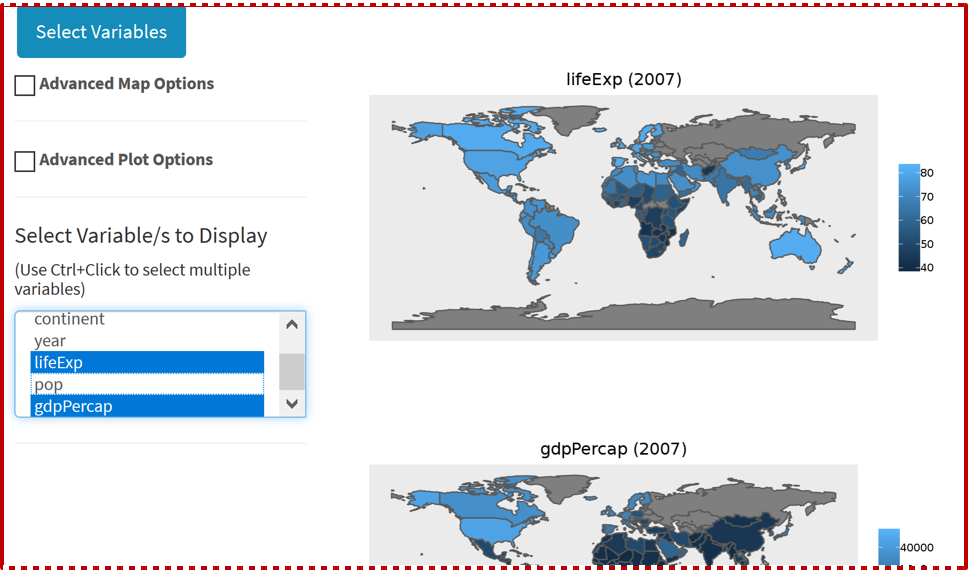 Select Variables
Advanced Map Options
Advanced Plot Options
Select Variable/s to Display
(Use Ctrl+Click to select multiple
variables)
continent
year
lifeExp
pop
gdpPercap
lifeExp (2007)
80
70
60
50
40
gdpPercap (2007)
40000